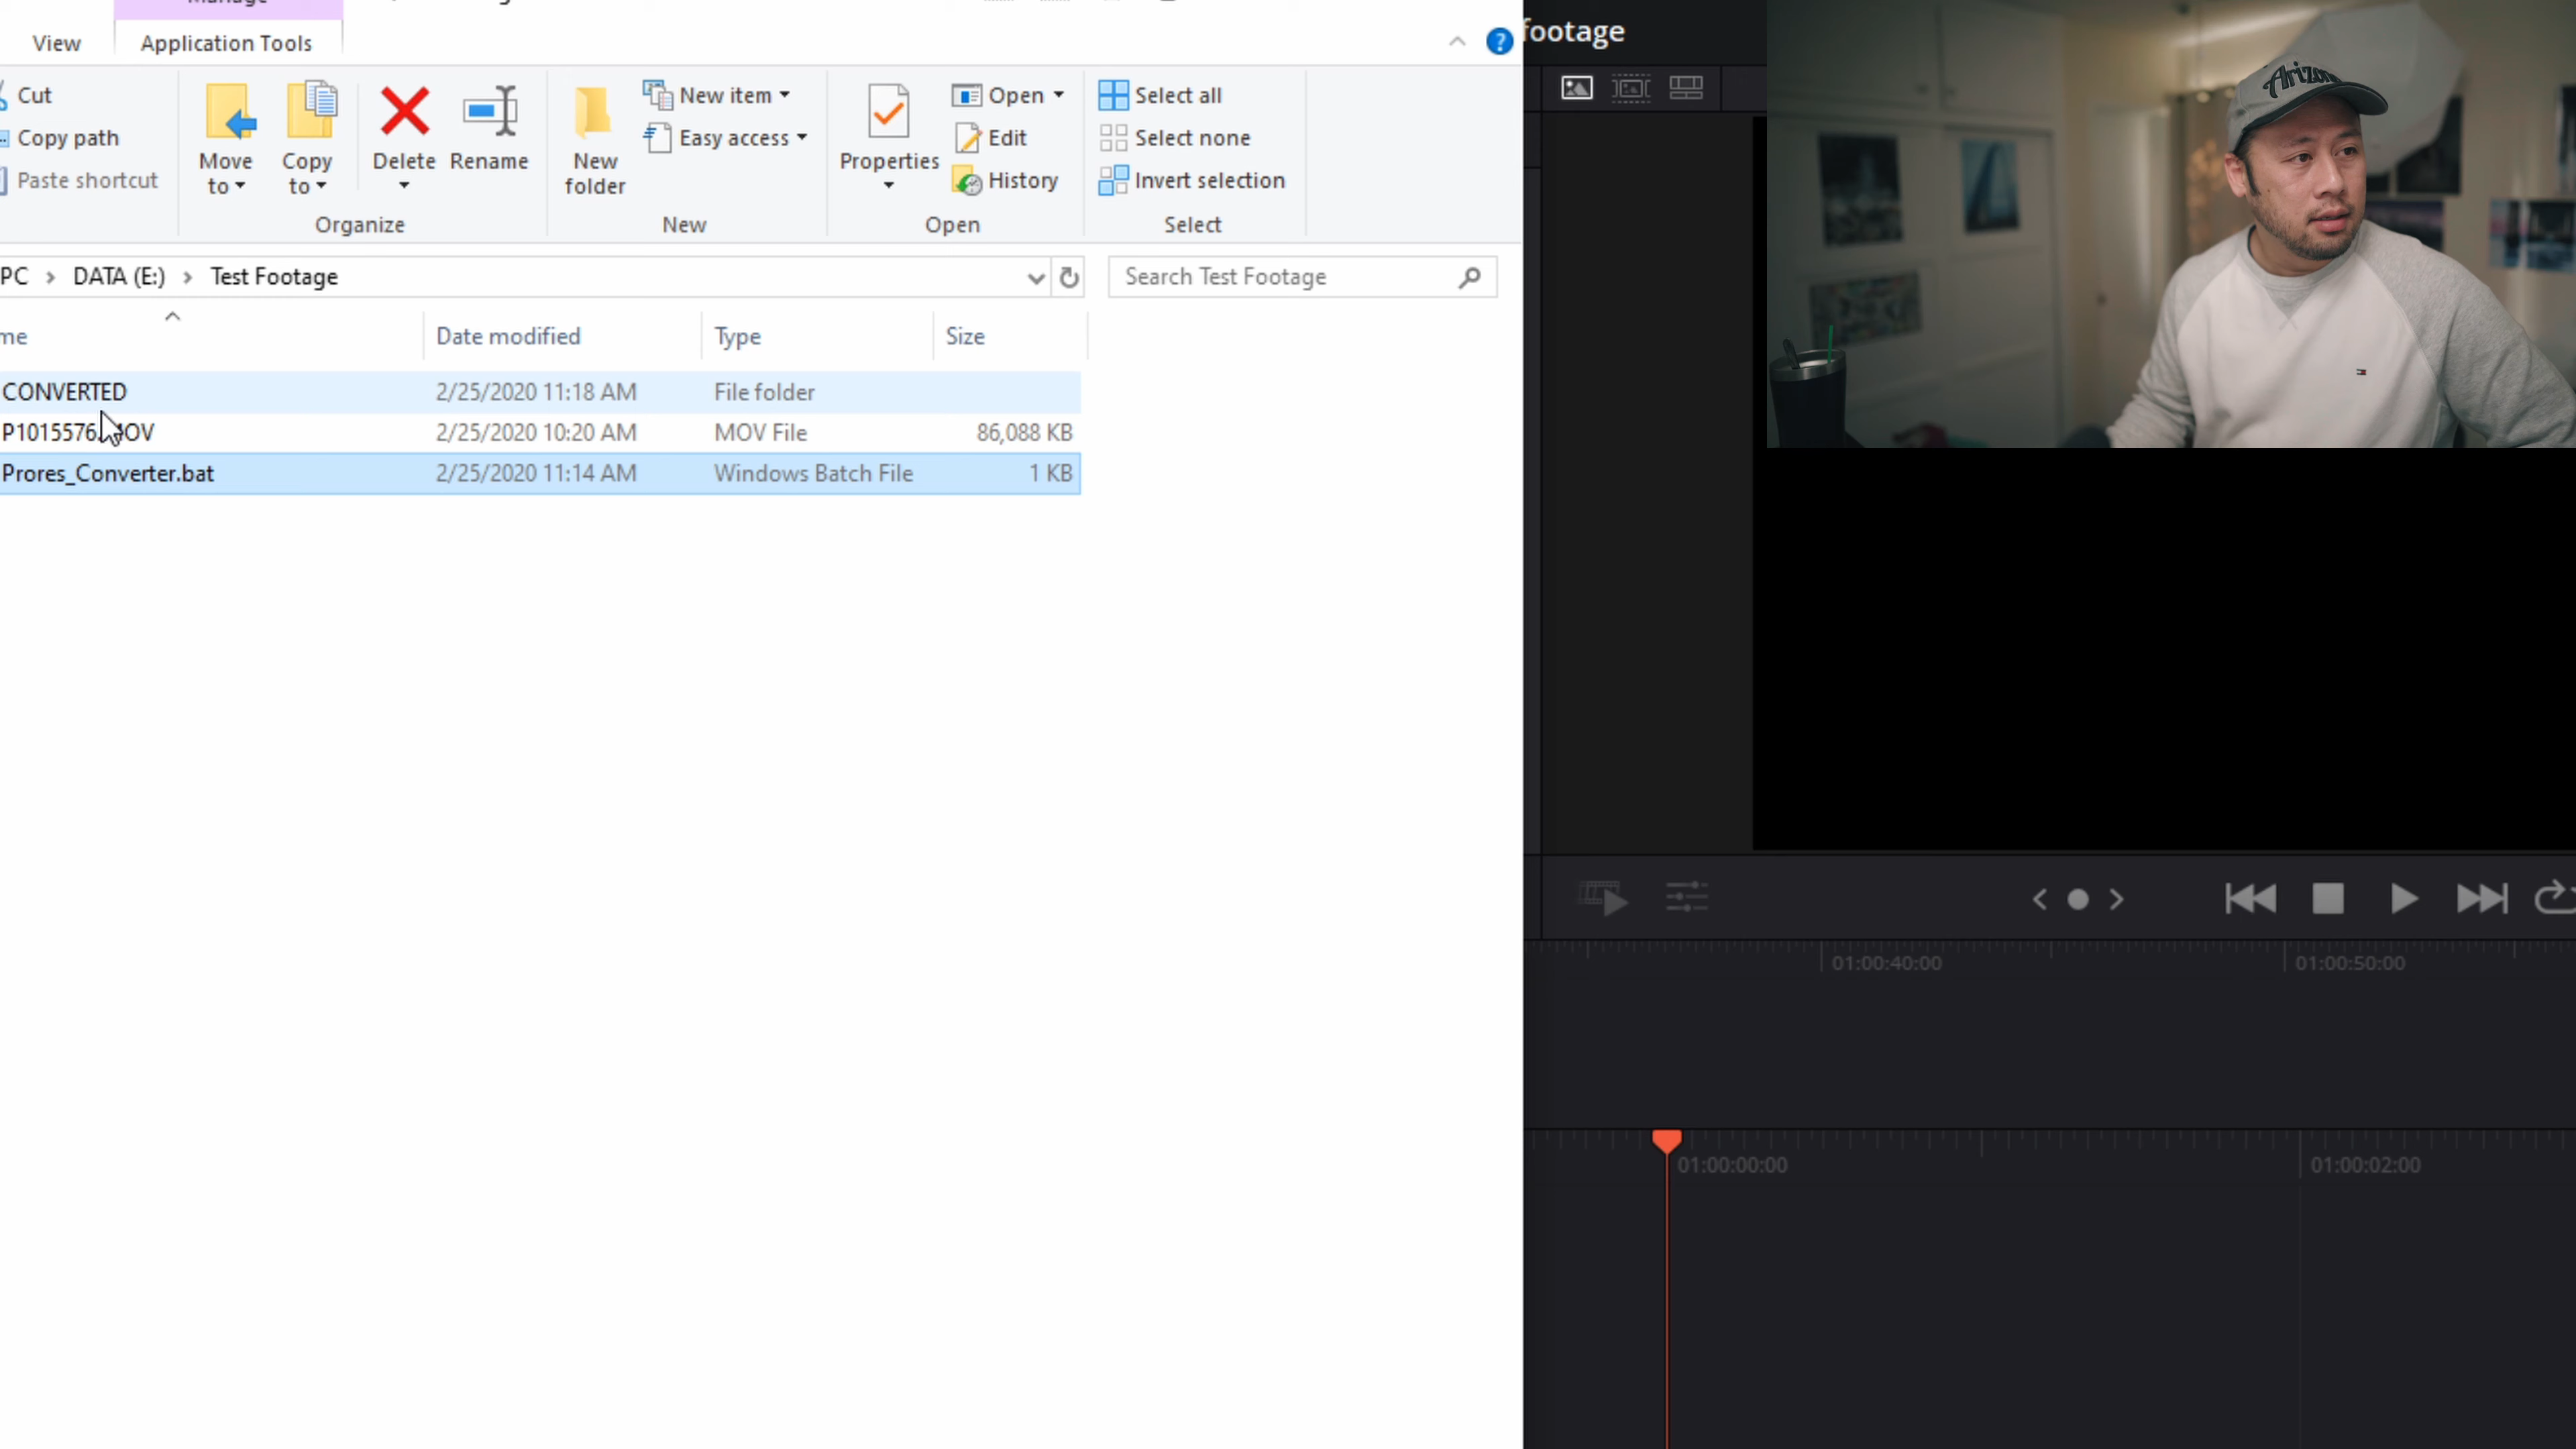 Manage
View
Application Tools
footage
Cut
Copy path
Paste shortcut
Move to
Copy to
Delete
Rename
Organize
New folder
New item
Easy access
New
Properties
Open
Edit
History
Open
Select all
Select none
Invert selection
Select
PC > DATA (E:) > Test Footage
Search Test Footage
me Date modified Type Size
CONVERTED 2/25/2020 11:18 AM File folder
P1015576.MOV 2/25/2020 10:20 AM MOV File 86,088 KB
Prores_Converter.bat 2/25/2020 11:14 AM Windows Batch File 1 KB
01:00:40:00
01:00:50:00
01:00:00:00
01:00:02:00